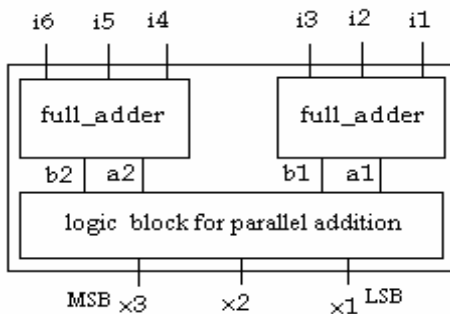 i6 i5 i4 i3 i2 i1
full_adder full_adder
b2 a2 b1 a1
logic block for parallel addition
MSB x3 x2 x1 LSB